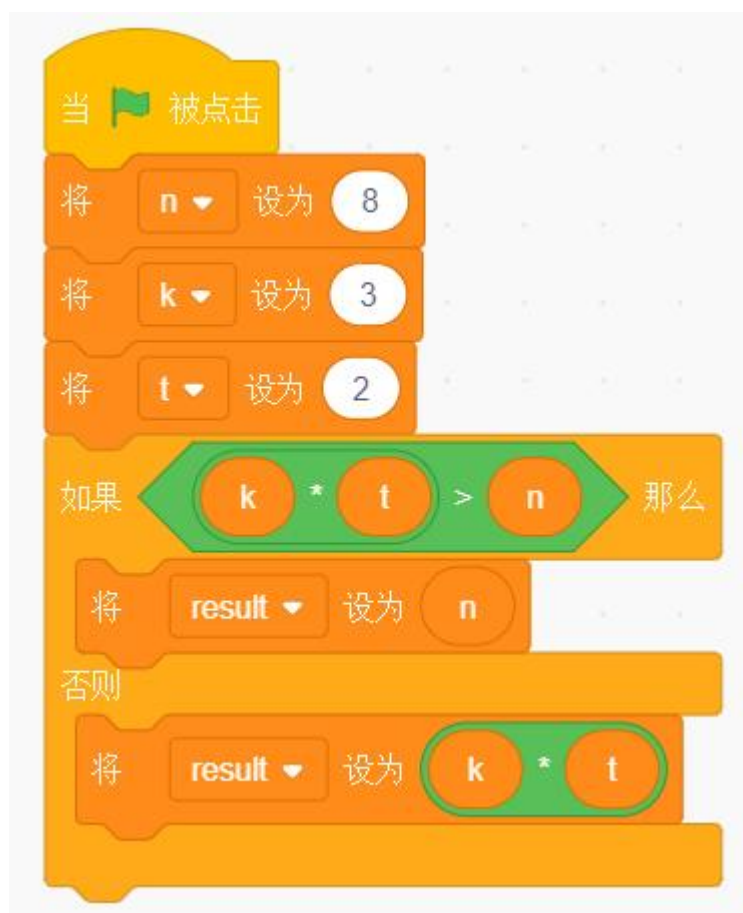 当 被点击
将 n 设为 8
将 k 设为 3
将 t 设为 2
如果 k * t > n 那么
将 result 设为 n
否则
将 result 设为 k * t